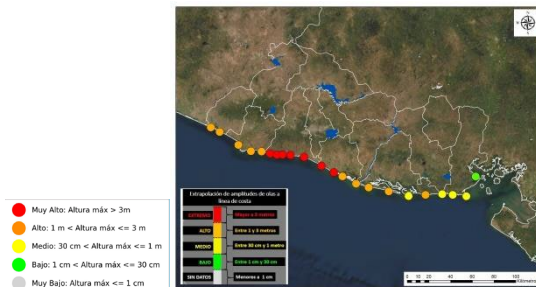 Muy Alto: Altura máx > 3m
Alto: 1 m < Altura máx <= 3 m
Medio: 30 cm < Altura máx <= 1 m
Bajo: 1 cm < Altura máx <= 30 cm
Muy Bajo: Altura máx <= 1 cm
Extrapolación de amplitudes de olas a
línea de costa
EXTREMO Mayor a 3 metros
ALTO Entre 1 y 3 metros
MEDIO Entre 30 cm y 1 metro
BAJO Entre 1 cm y 30 cm
SIN DATOS Menores a 1 cm
0 10 20 40 60 80 100
Kilómetros